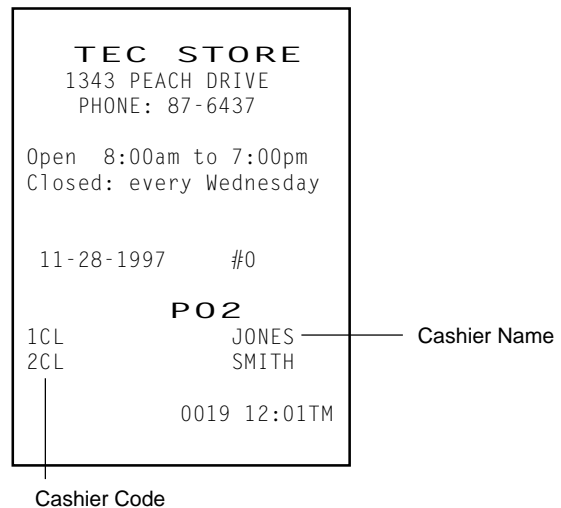 TEC STORE
1343 PEACH DRIVE
PHONE: 87-6437
Open 8:00am to 7:00pm
Closed: every Wednesday
11-28-1997 #0
P02
1CL JONES Cashier Name
2CL SMITH
0019 12:01TM
Cashier Code